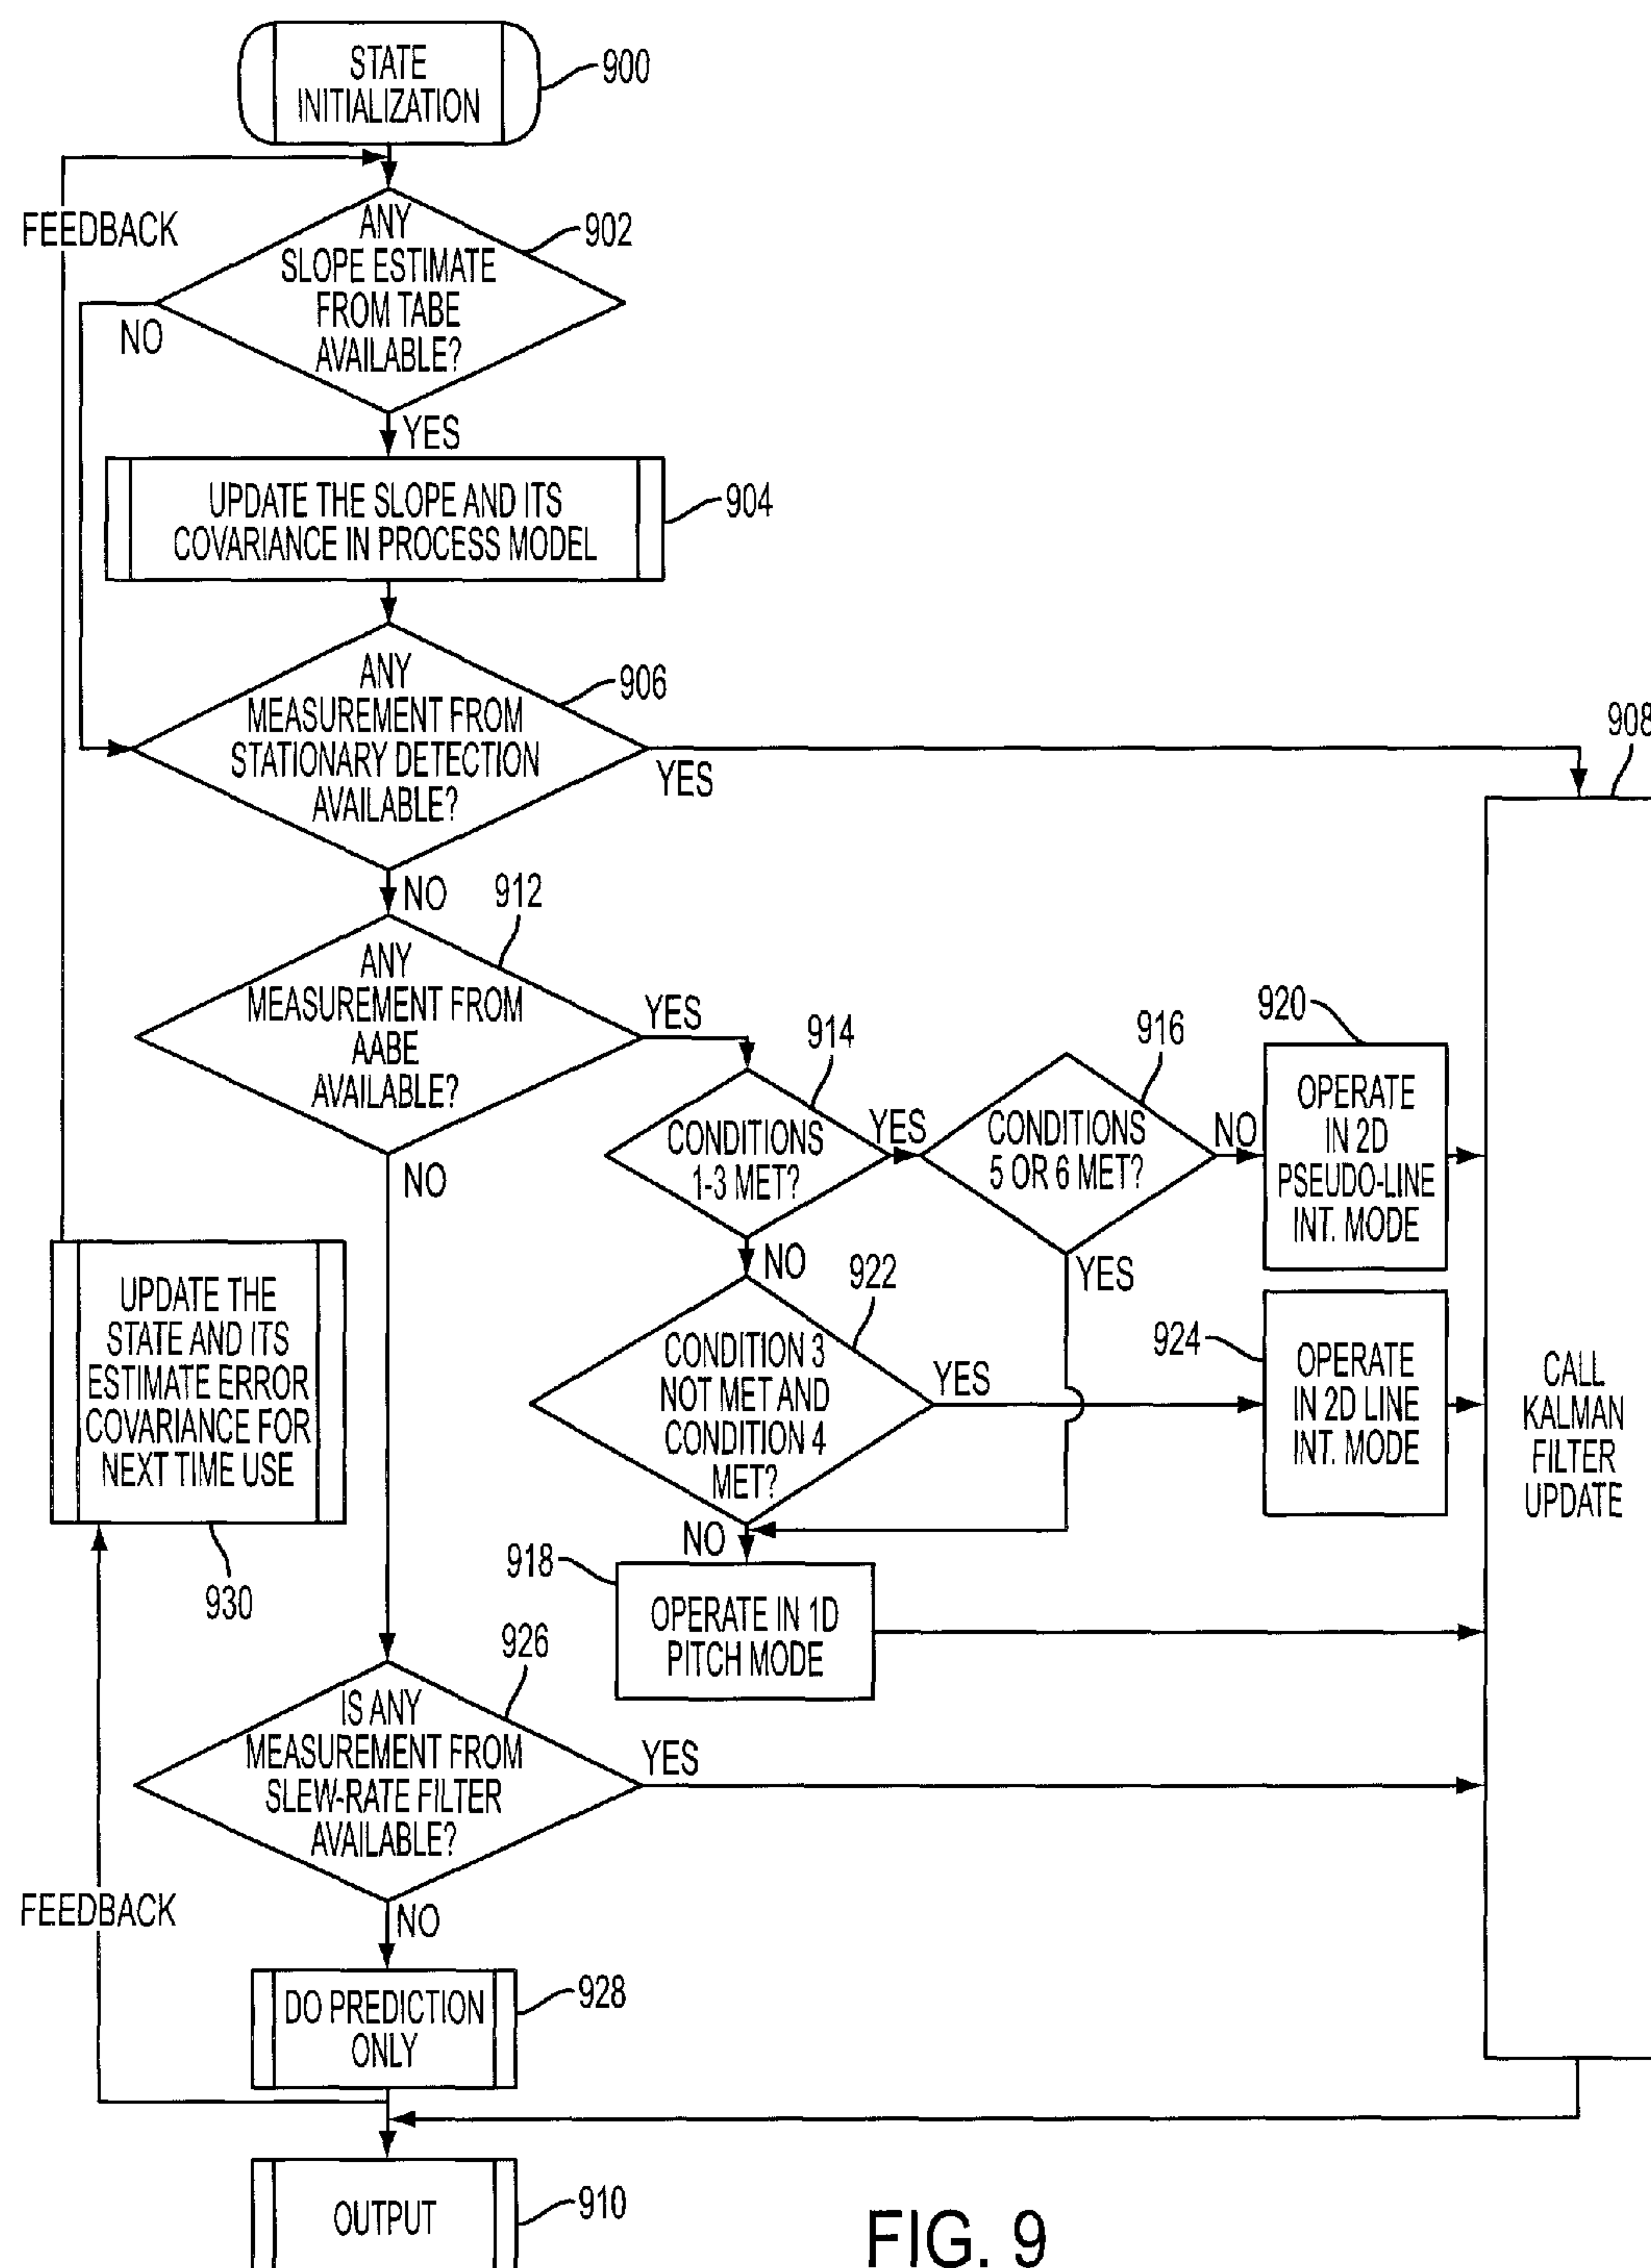 STATE
INITIALIZATION
900
FEEDBACK
ANY
SLOPE ESTIMATE
FROM TABE
AVAILABLE?
902
NO
YES
UPDATE THE SLOPE AND ITS
COVARIANCE IN PROCESS MODEL
904
ANY
MEASUREMENT FROM
STATIONARY DETECTION
AVAILABLE?
906
YES
908
NO
912
ANY
MEASUREMENT FROM
AABE
AVAILABLE?
YES
NO
914
CONDITIONS
1-3 MET?
YES
NO
916
CONDITIONS
5 OR 6 MET?
NO
YES
920
OPERATE
IN 2D
PSEUDO-LINE
INT. MODE
922
CONDITION 3
NOT MET AND
CONDITION 4
MET?
YES
NO
924
OPERATE
IN 2D LINE
INT. MODE
CALL
KALMAN
FILTER
UPDATE
UPDATE THE
STATE AND ITS
ESTIMATE ERROR
COVARIANCE FOR
NEXT TIME USE
930
918
OPERATE IN 1D
PITCH MODE
926
IS ANY
MEASUREMENT FROM
SLEW-RATE FILTER
AVAILABLE?
YES
NO
FEEDBACK
DO PREDICTION
ONLY
928
OUTPUT
910
FIG. 9